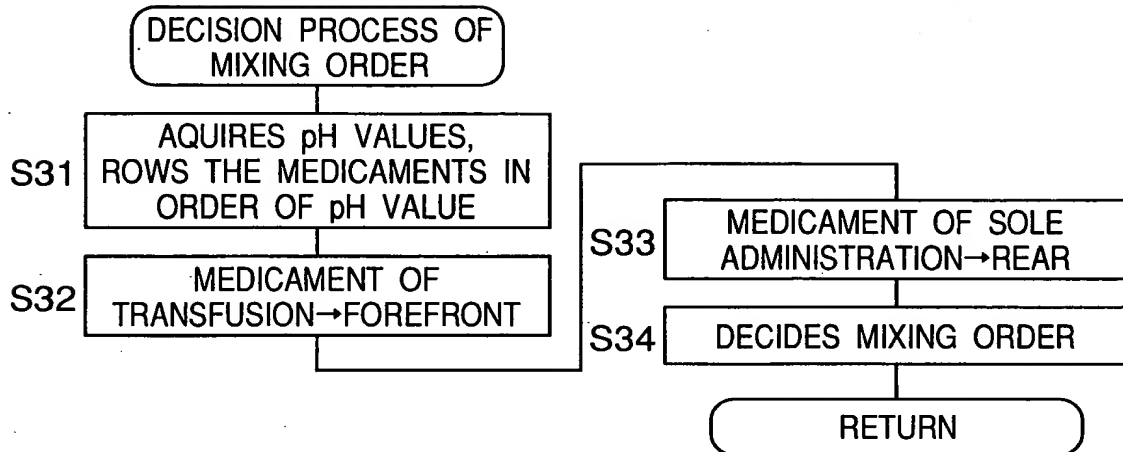 DECISION PROCESS OF
MIXING ORDER
S31
AQUIRES pH VALUES,
ROWS THE MEDICAMENTS IN
ORDER OF pH VALUE
S32
MEDICAMENT OF
TRANSFUSION→FOREFRONT
S33
MEDICAMENT OF SOLE
ADMINISTRATION→REAR
S34
DECIDES MIXING ORDER
RETURN